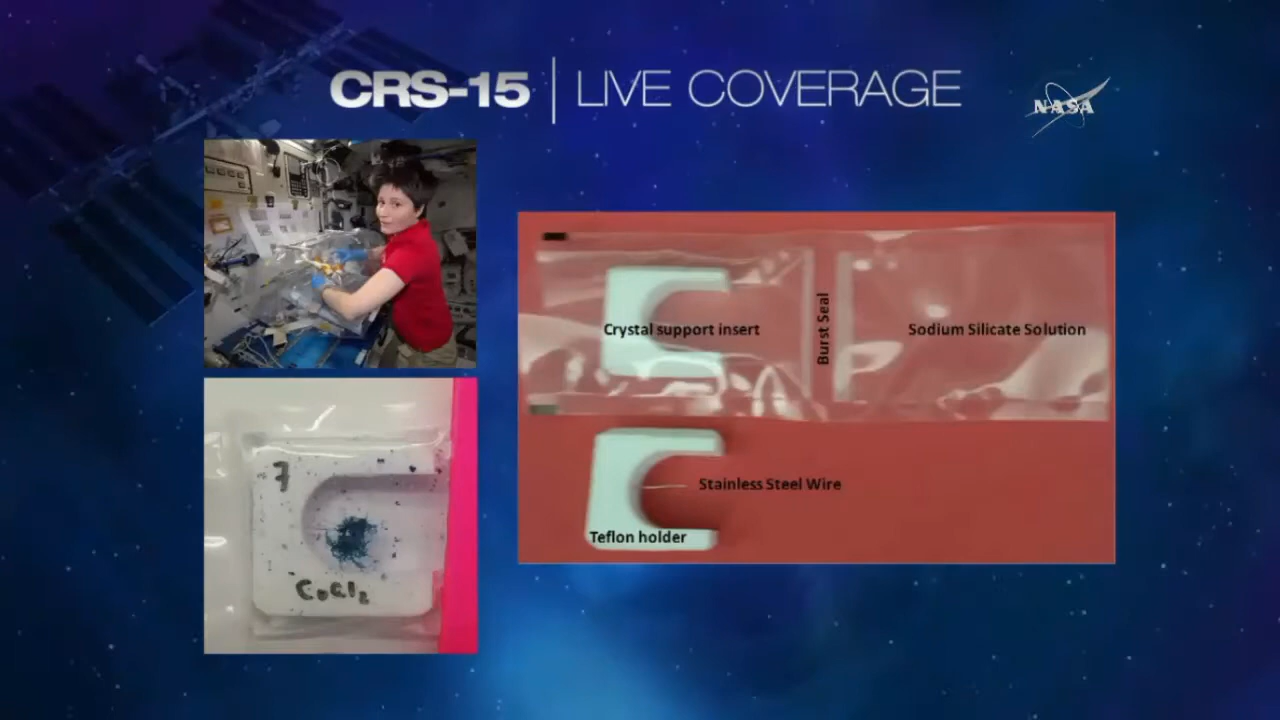 CRS-15 | LIVE COVERAGE
NASA
Crystal support insert
Burst Seal
Sodium Silicate Solution
Stainless Steel Wire
Teflon holder
7
CoCl2